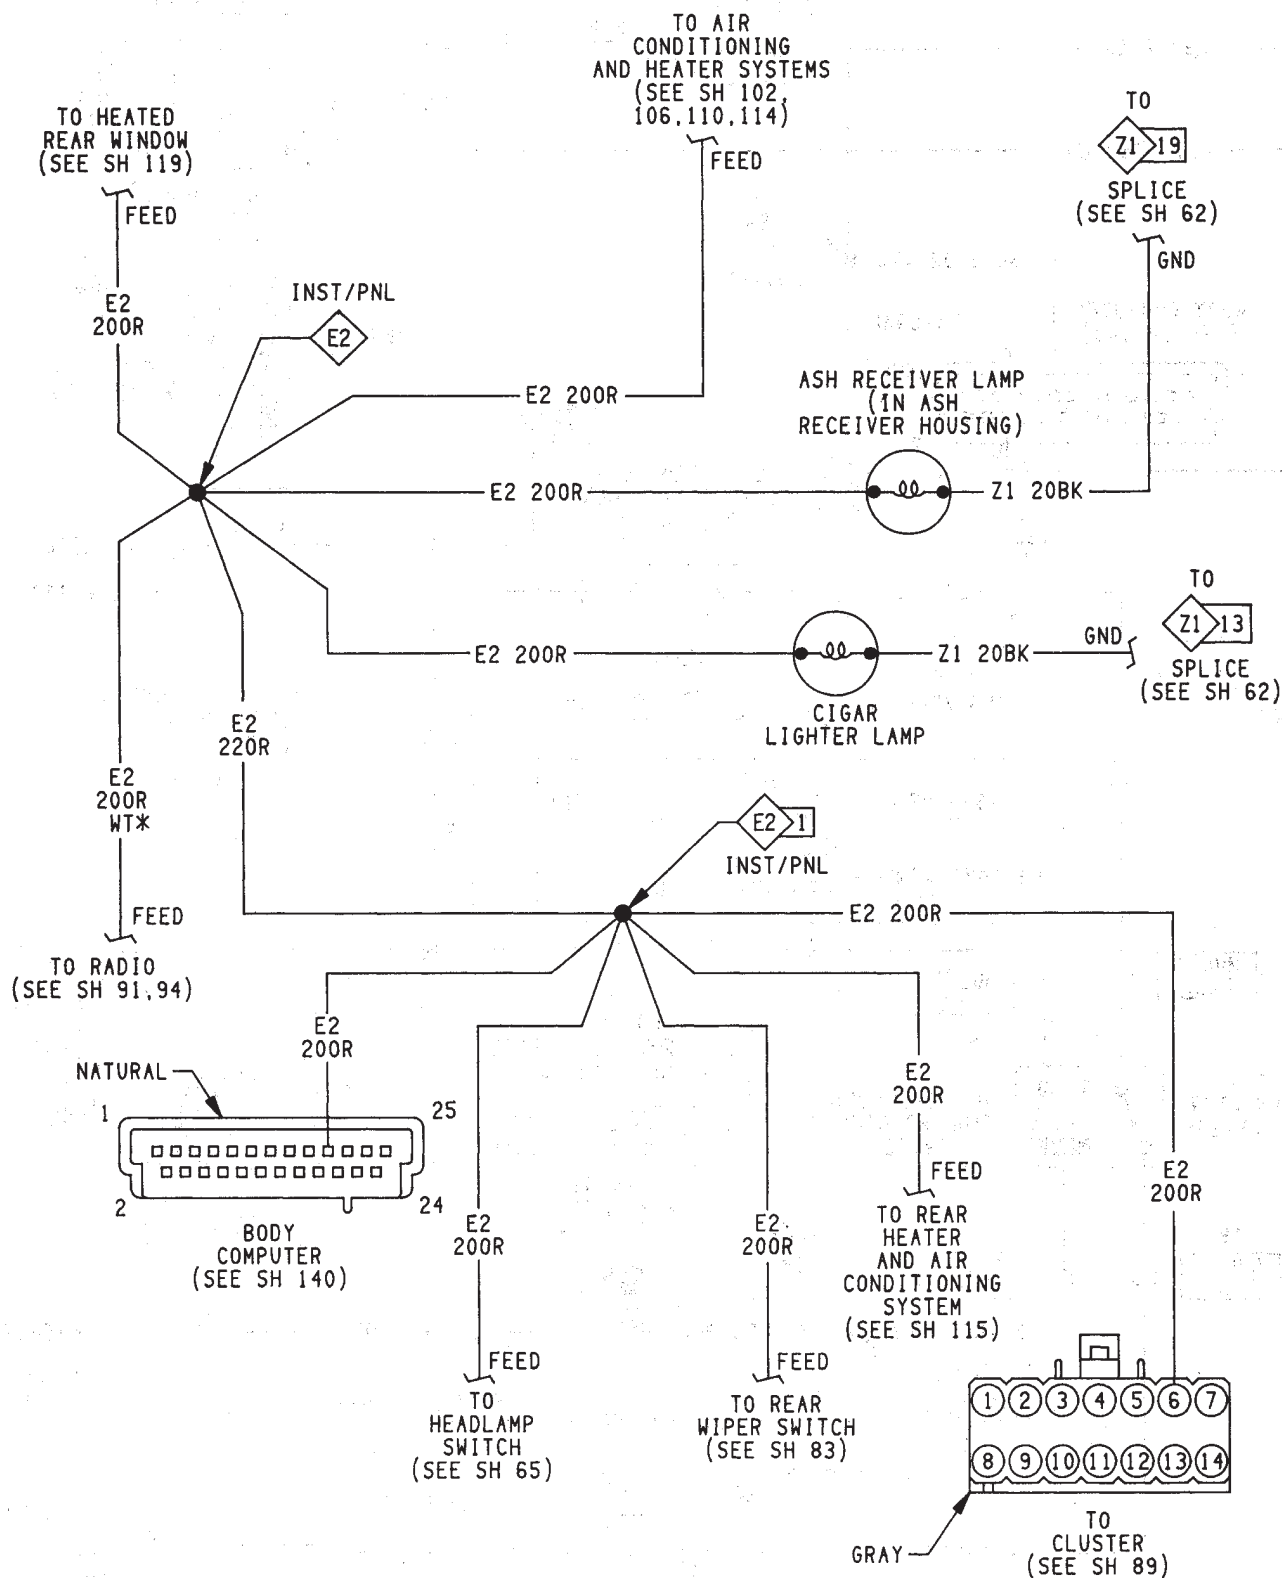 TO AIR
CONDITIONING
AND HEATER SYSTEMS
(SEE SH 102,
106,110,114)
FEED
TO HEATED
REAR WINDOW
(SEE SH 119)
FEED
TO
Z1 19
SPLICE
(SEE SH 62)
GND
E2
200R
INST/PNL
E2
E2 200R
ASH RECEIVER LAMP
(IN ASH
RECEIVER HOUSING)
E2 200R
Z1 20BK
TO
Z1 13
SPLICE
(SEE SH 62)
GND
E2 200R
Z1 20BK
CIGAR
LIGHTER LAMP
E2
220R
E2
200R
WT*
FEED
TO RADIO
(SEE SH 91,94)
E2 1
INST/PNL
E2 200R
E2
200R
NATURAL
1
25
2
24
BODY
COMPUTER
(SEE SH 140)
E2
200R
FEED
TO
HEADLAMP
SWITCH
(SEE SH 65)
E2
200R
FEED
TO REAR
WIPER SWITCH
(SEE SH 83)
E2
200R
FEED
TO REAR
HEATER
AND AIR
CONDITIONING
SYSTEM
(SEE SH 115)
E2
200R
1 2 3 4 5 6 7
8 9 10 11 12 13 14
GRAY
TO
CLUSTER
(SEE SH 89)